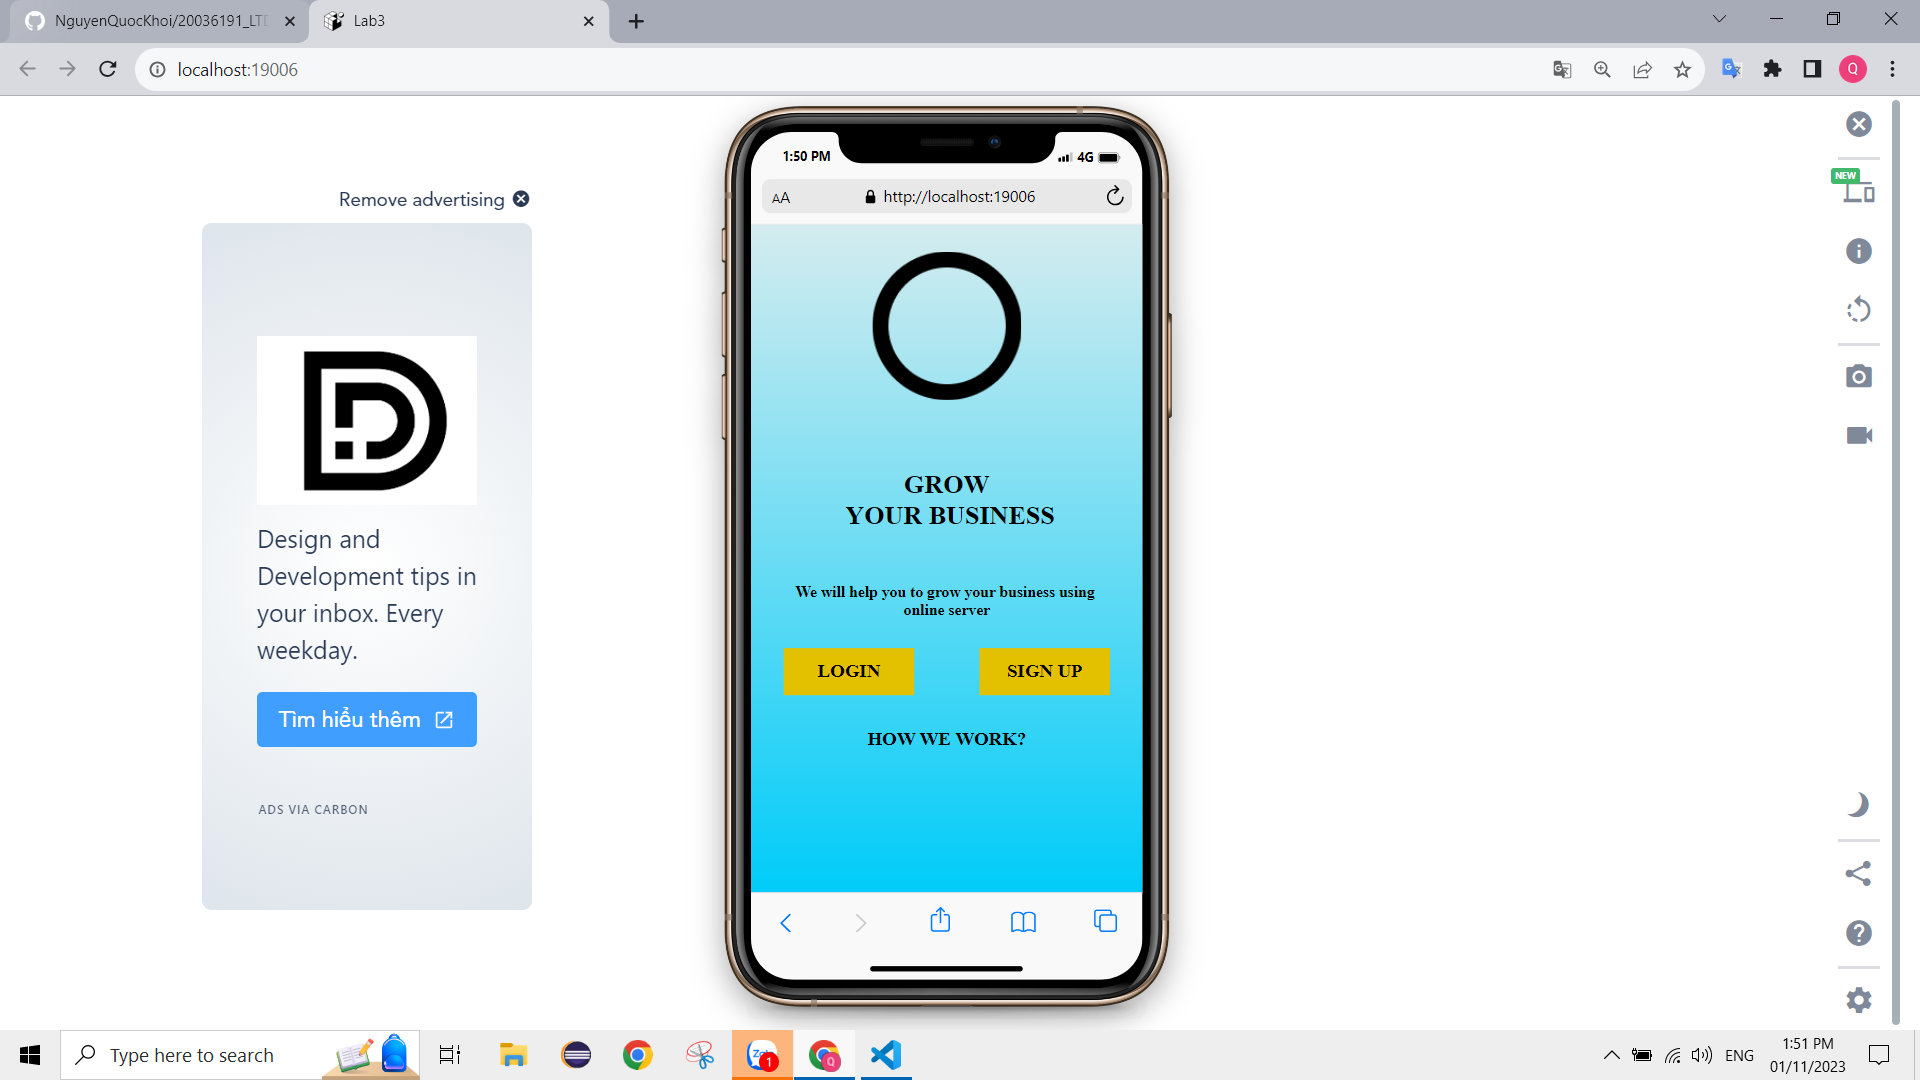 NguyenQuocKhoi/20036191_LTD
Lab3
localhost:19006
Q
Remove advertising
Design and
Development tips in
your inbox. Every
weekday.
Tìm hiểu thêm
ADS VIA CARBON
1:50 PM
4G
AA
http://localhost:19006
GROW
YOUR BUSINESS
We will help you to grow your business using
online server
LOGIN
SIGN UP
HOW WE WORK?
NEW
Type here to search
1
Q
ENG
1:51 PM
01/11/2023